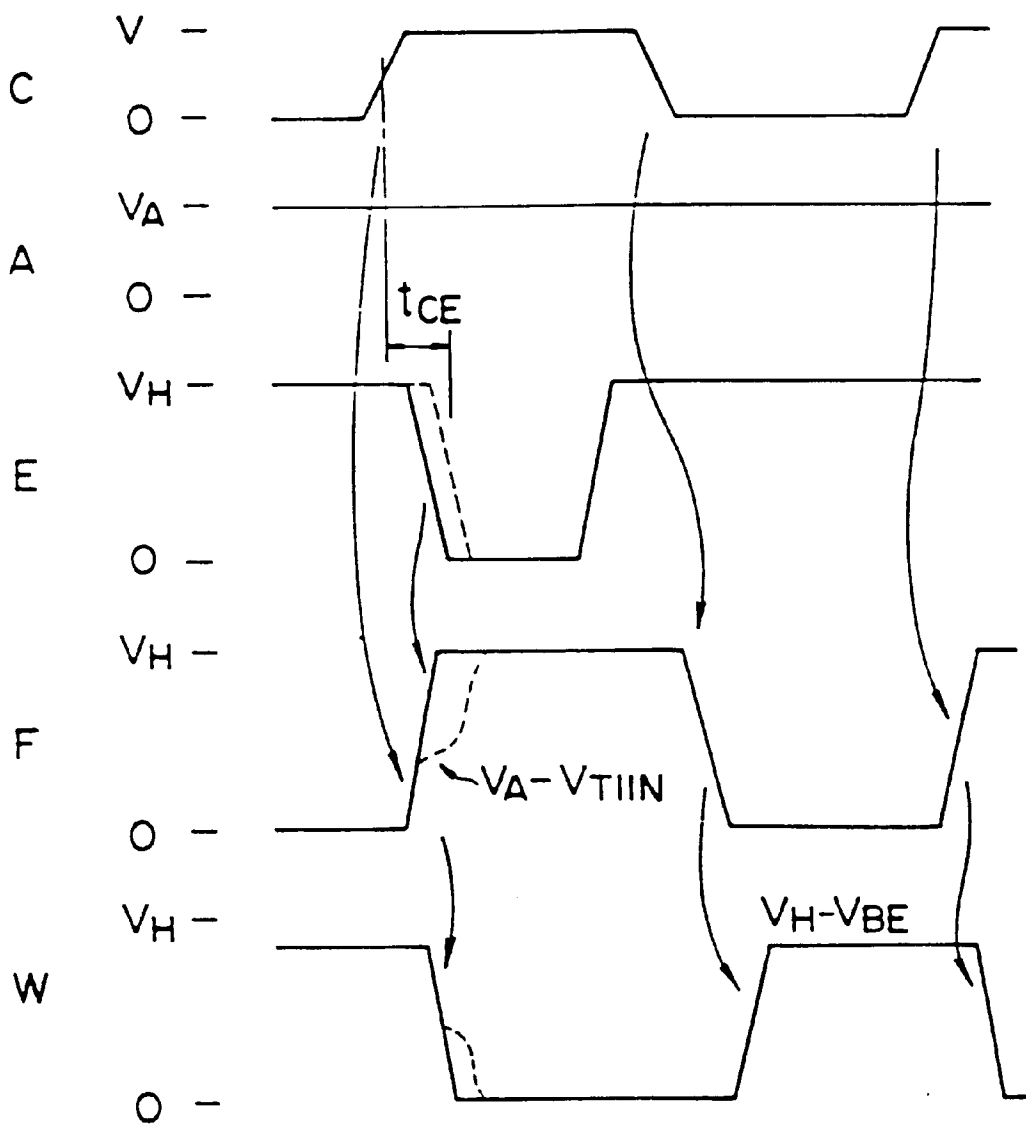 V –
C
O –
VA –
A
O –
tCE
VH –
E
O –
VH –
F
VA–VTIIN
O –
VH –
VH–VBE
W
O –